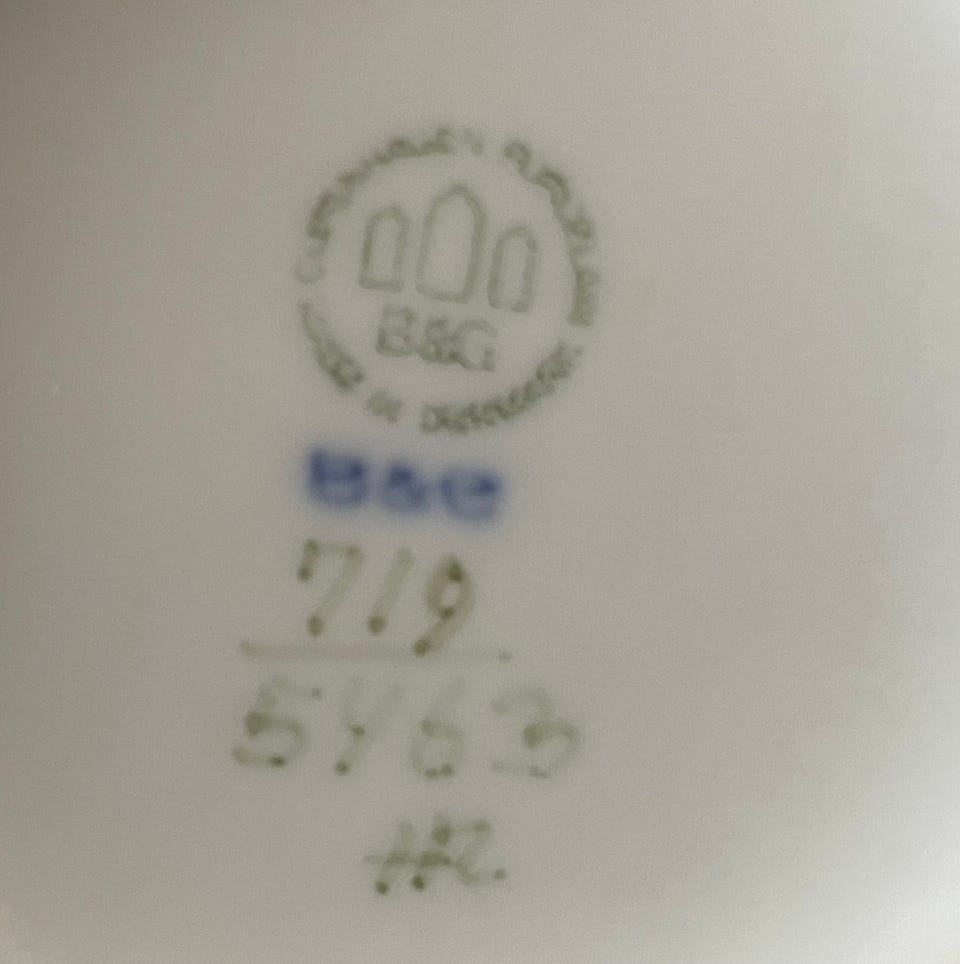 COPENHAGEN PORCELAIN
MADE IN DENMARK
B&G
B&G
719
5463